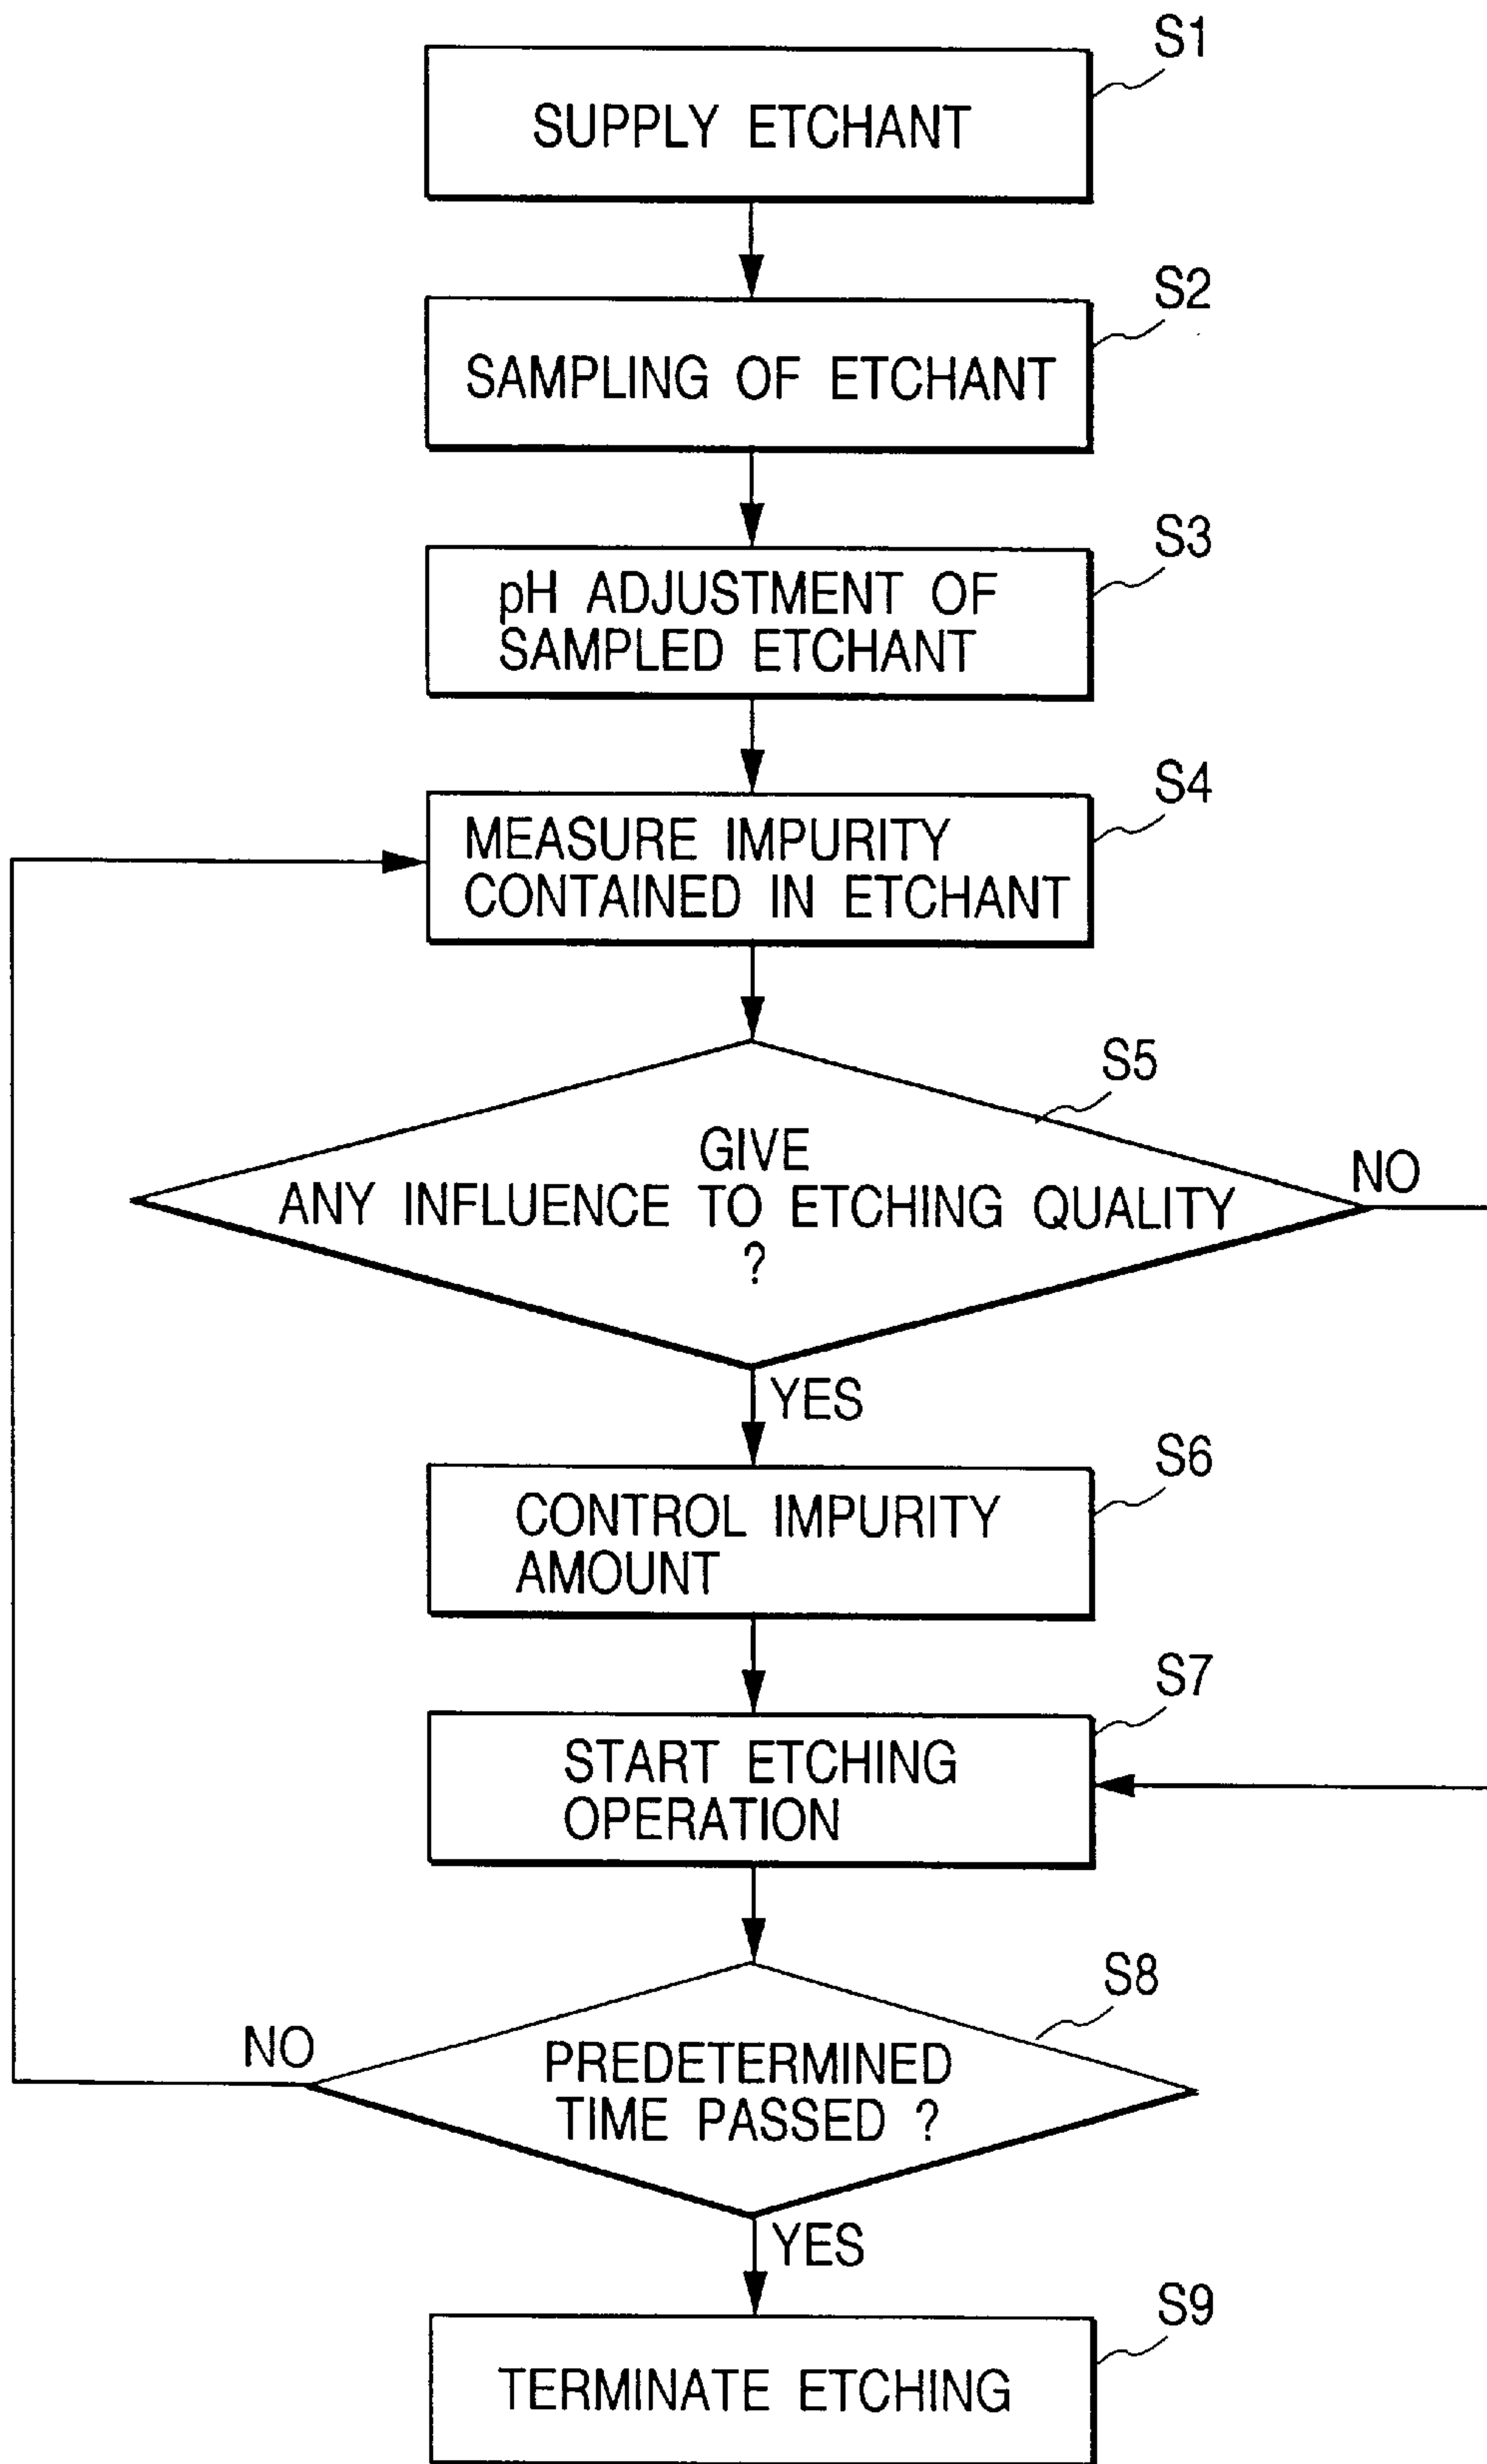 S1
SUPPLY ETCHANT
S2
SAMPLING OF ETCHANT
S3
pH ADJUSTMENT OF
SAMPLED ETCHANT
S4
MEASURE IMPURITY
CONTAINED IN ETCHANT
S5
GIVE
ANY INFLUENCE TO ETCHING QUALITY
?
NO
YES
S6
CONTROL IMPURITY
AMOUNT
S7
START ETCHING
OPERATION
S8
NO
PREDETERMINED
TIME PASSED ?
YES
S9
TERMINATE ETCHING